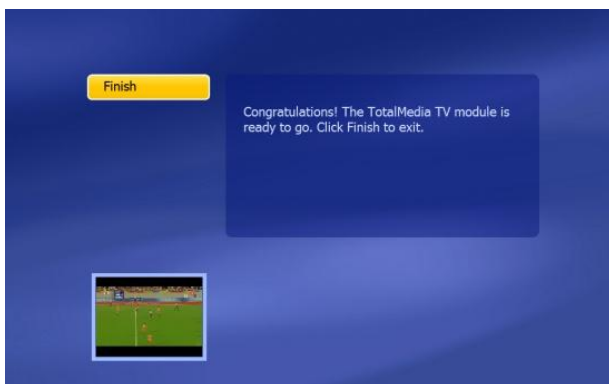 Finish
Congratulations! The TotalMedia TV module is
ready to go. Click Finish to exit.